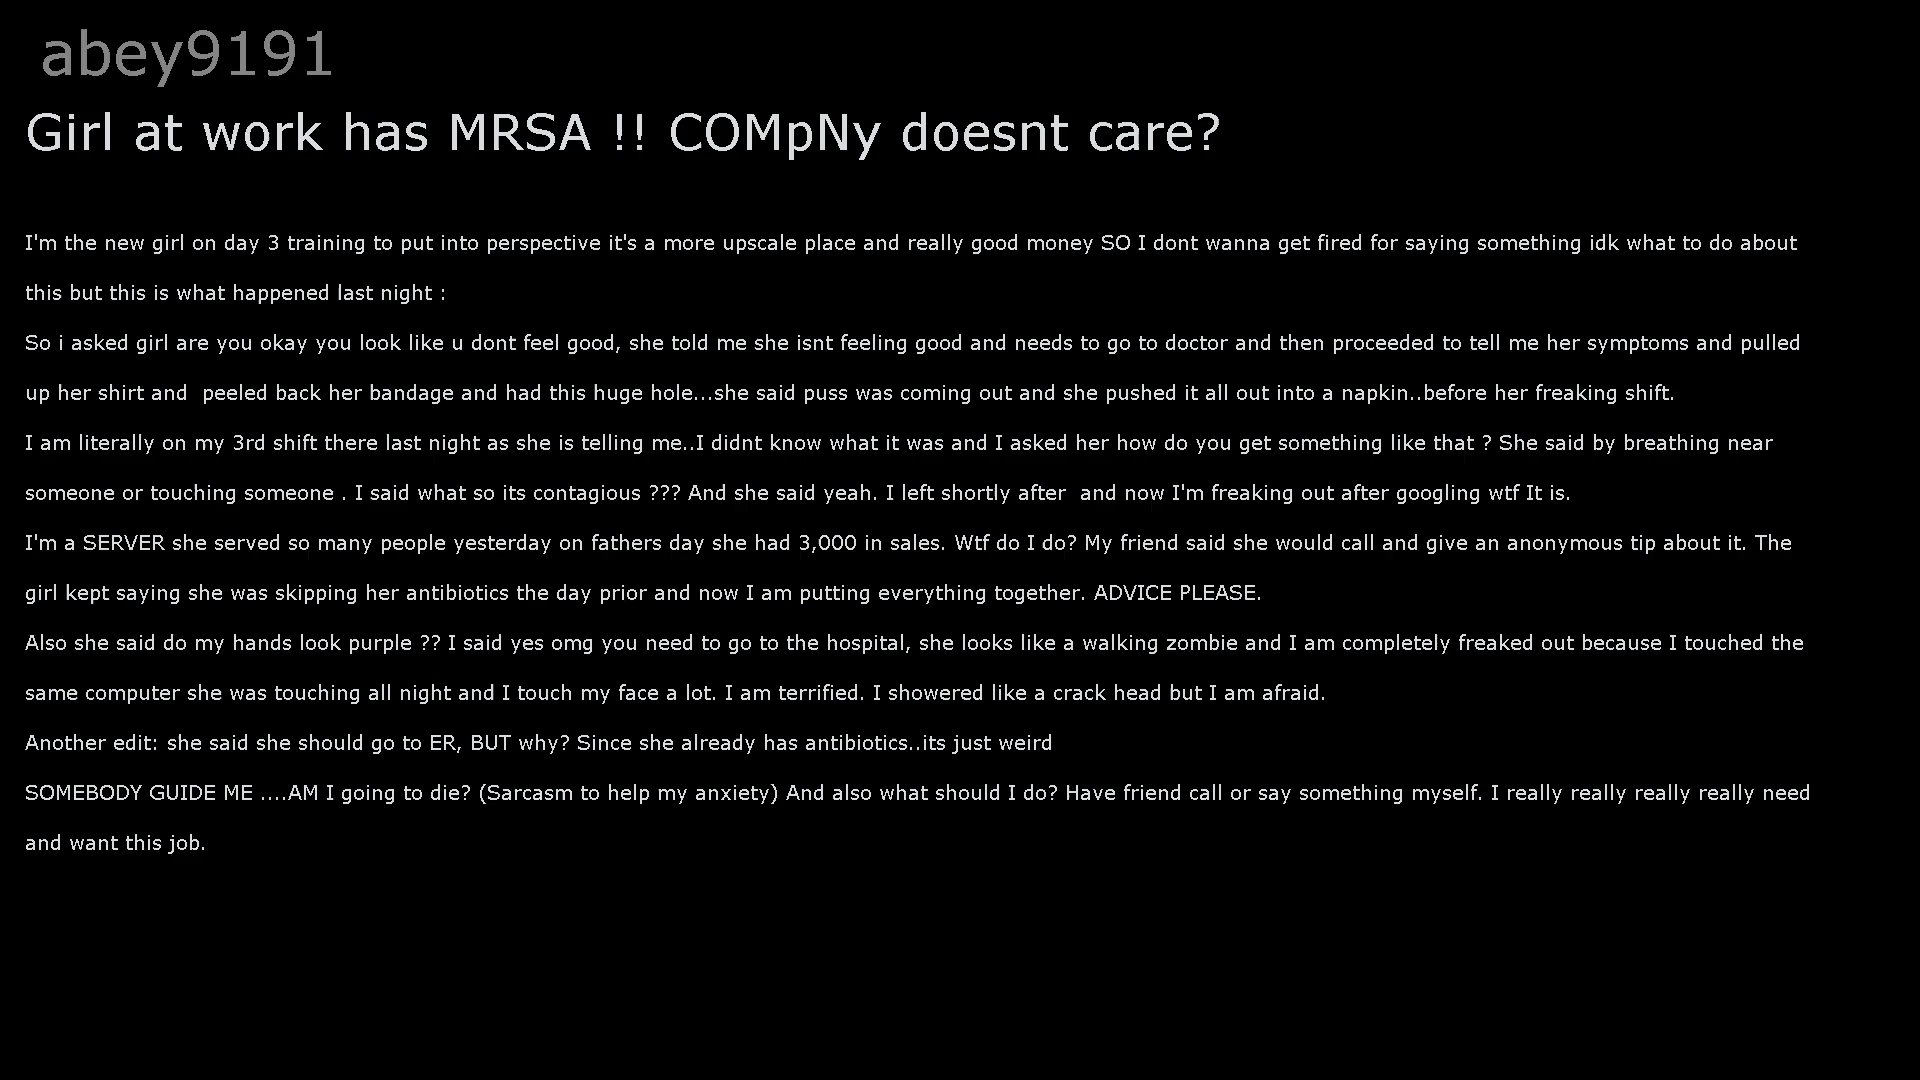 abey9191
Girl at work has MRSA !! COMpNy doesnt care?
I'm the new girl on day 3 training to put into perspective it's a more upscale place and really good money SO I dont wanna get fired for saying something idk what to do about
this but this is what happened last night :
So i asked girl are you okay you look like u dont feel good, she told me she isnt feeling good and needs to go to doctor and then proceeded to tell me her symptoms and pulled
up her shirt and  peeled back her bandage and had this huge hole...she said puss was coming out and she pushed it all out into a napkin..before her freaking shift.
I am literally on my 3rd shift there last night as she is telling me..I didnt know what it was and I asked her how do you get something like that ? She said by breathing near
someone or touching someone . I said what so its contagious ??? And she said yeah. I left shortly after  and now I'm freaking out after googling wtf It is.
I'm a SERVER she served so many people yesterday on fathers day she had 3,000 in sales. Wtf do I do? My friend said she would call and give an anonymous tip about it. The
girl kept saying she was skipping her antibiotics the day prior and now I am putting everything together. ADVICE PLEASE.
Also she said do my hands look purple ?? I said yes omg you need to go to the hospital, she looks like a walking zombie and I am completely freaked out because I touched the
same computer she was touching all night and I touch my face a lot. I am terrified. I showered like a crack head but I am afraid.
Another edit: she said she should go to ER, BUT why? Since she already has antibiotics..its just weird
SOMEBODY GUIDE ME ....AM I going to die? (Sarcasm to help my anxiety) And also what should I do? Have friend call or say something myself. I really really really really need
and want this job.